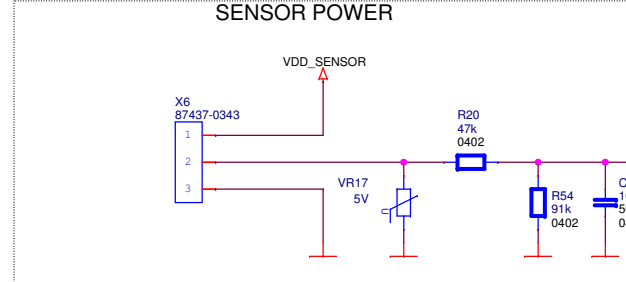 SENSOR POWER
VDD_SENSOR
X6
87437-0343
1
2
3
R20
47k
0402
VR17
5V
U
R54
91k
0402
C